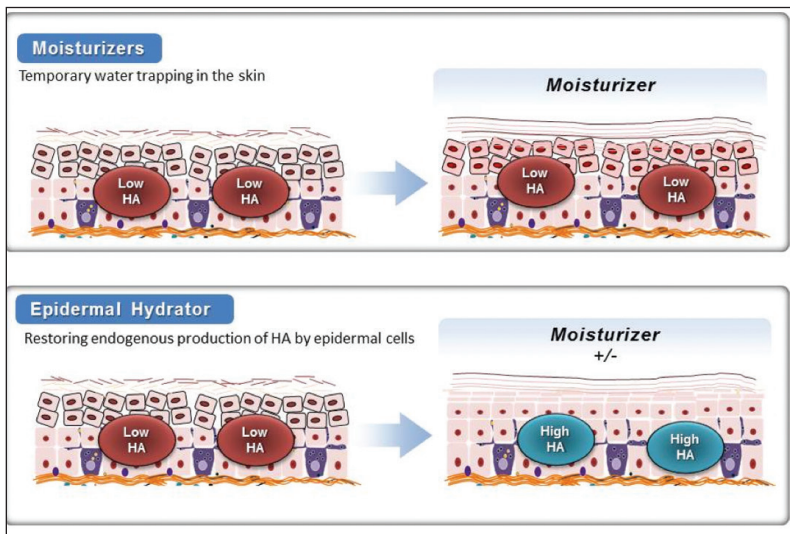 Moisturizers
Temporary water trapping in the skin
Moisturizer
Low
HA
Low
HA
Low
HA
Low
HA
Epidermal Hydrator
Restoring endogenous production of HA by epidermal cells
Moisturizer
+/-
Low
HA
Low
HA
High
HA
High
HA